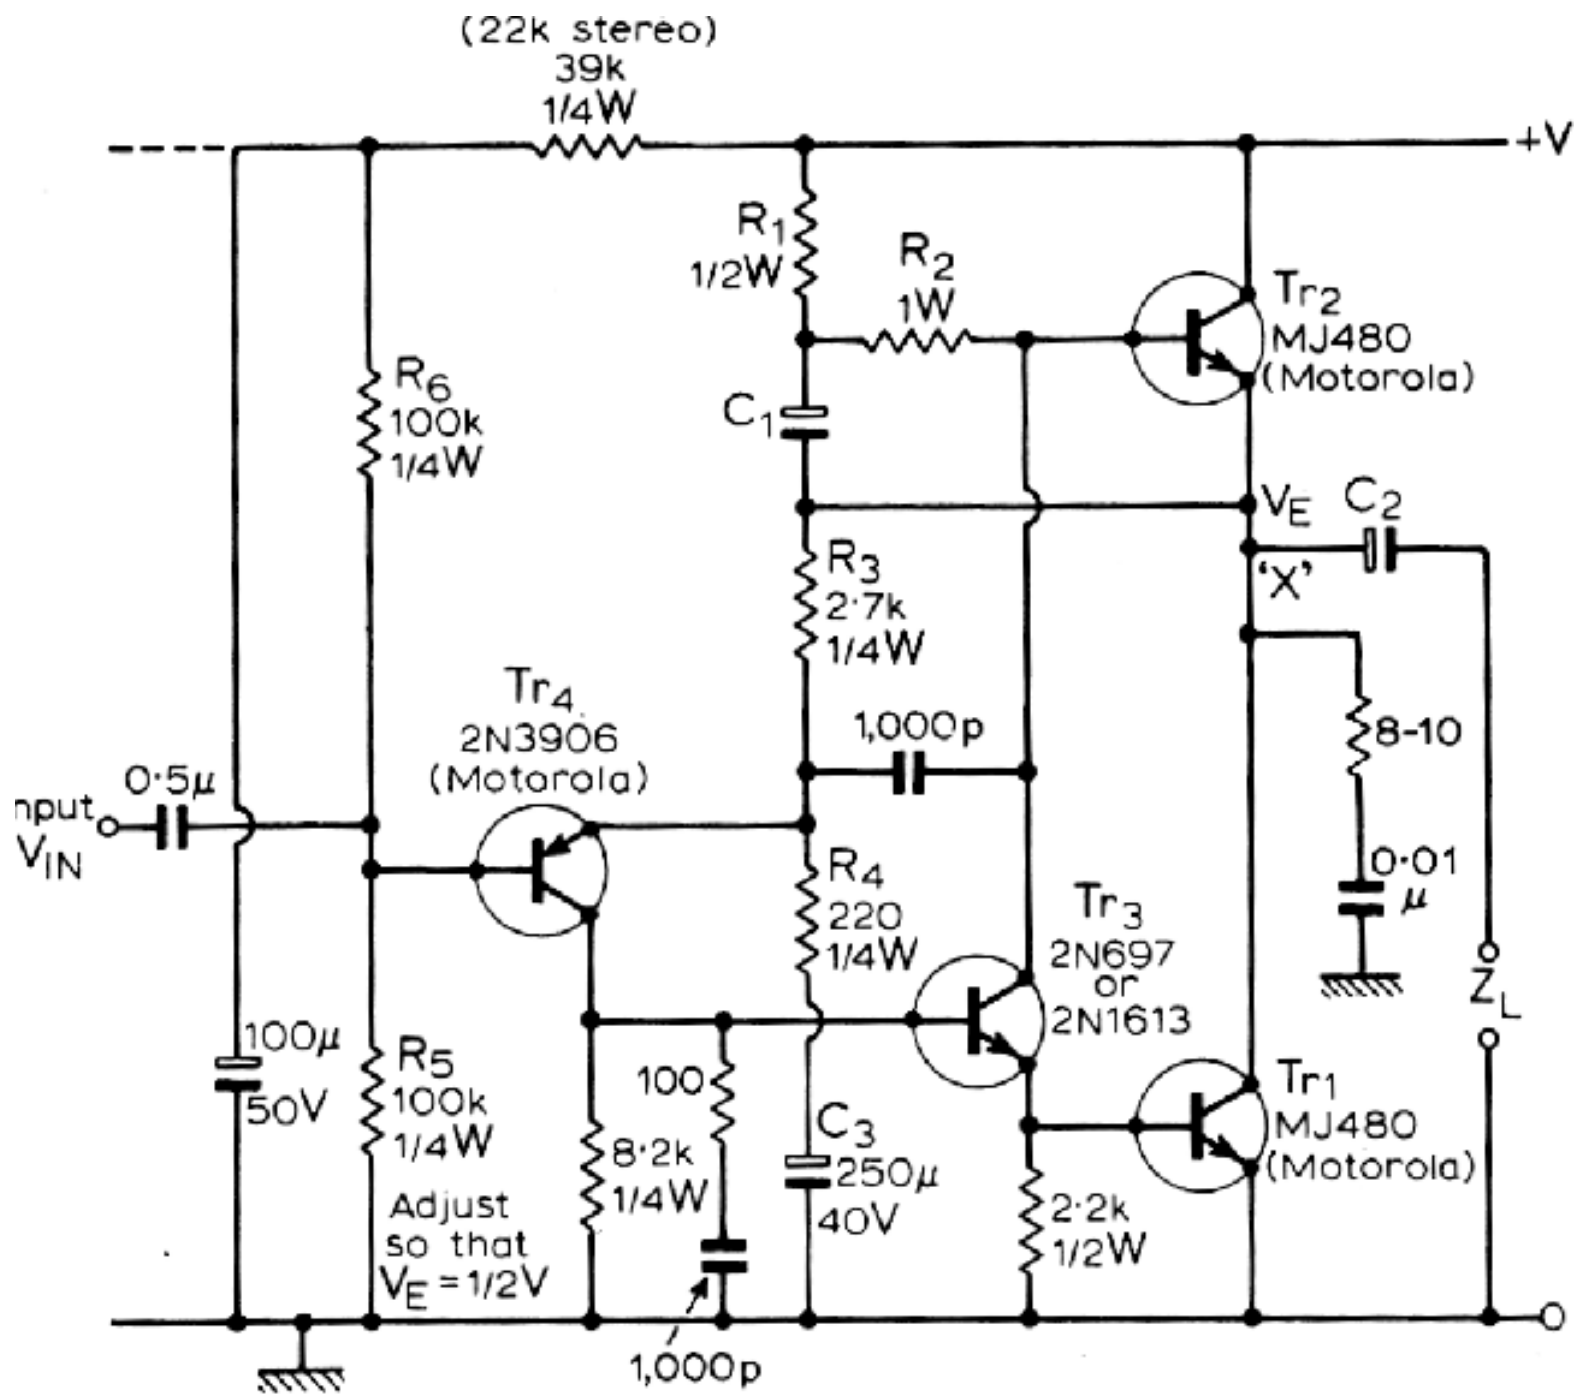 (22k stereo)
39k
1/4W
+V
R1
1/2W
R2
1W
Tr2
MJ480
(Motorola)
R6
100k
1/4W
C1
VE
C2
'X'
R3
2·7k
1/4W
Tr4
2N3906
(Motorola)
1,000p
8-10
0·5μ
nput
VIN
0·01
μ
R4
220
1/4W
Tr3
2N697
or
2N1613
ZL
100μ
50V
R5
100k
1/4W
100
Tr1
MJ480
(Motorola)
C3
250μ
40V
8·2k
1/4W
2·2k
1/2W
Adjust
so that
VE = 1/2V
1,000p